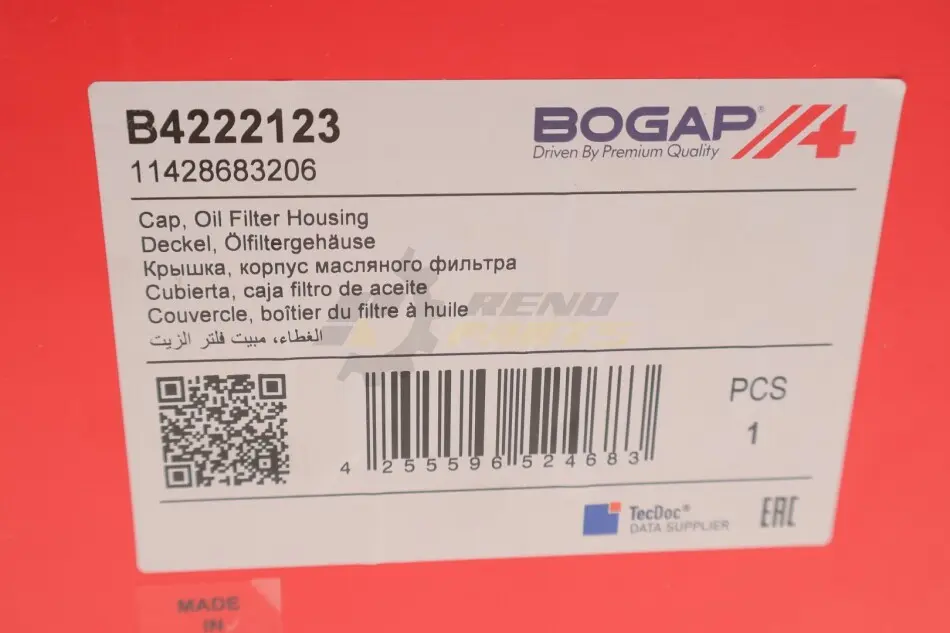 B4222123
BOGAP®
11428683206
Driven By Premium Quality
Cap, Oil Filter Housing
Deckel, Ölfiltergehäuse
Крышка, корпус масляного фильтра
Cubierta, caja filtro de aceite
Couvercle, boîtier du filtre à huile
الغطاء، مبيت فلتر الزيت
RENO
PARTS
PCS
1
4 255596 524683
TecDoc®
DATA SUPPLIER
EAC
MADE
IN